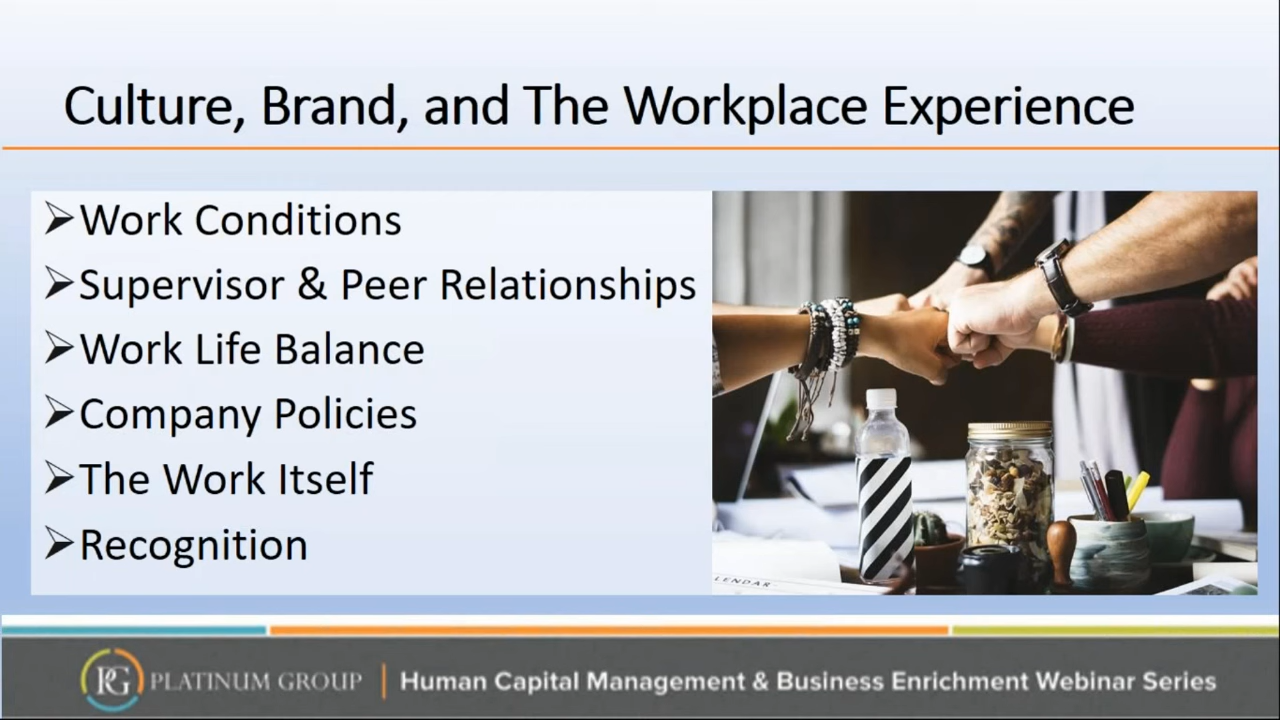 Culture, Brand, and The Workplace Experience
➢Work Conditions
➢Supervisor & Peer Relationships
➢Work Life Balance
➢Company Policies
➢The Work Itself
➢Recognition
LENDAR
PG PLATINUM GROUP | Human Capital Management & Business Enrichment Webinar Series